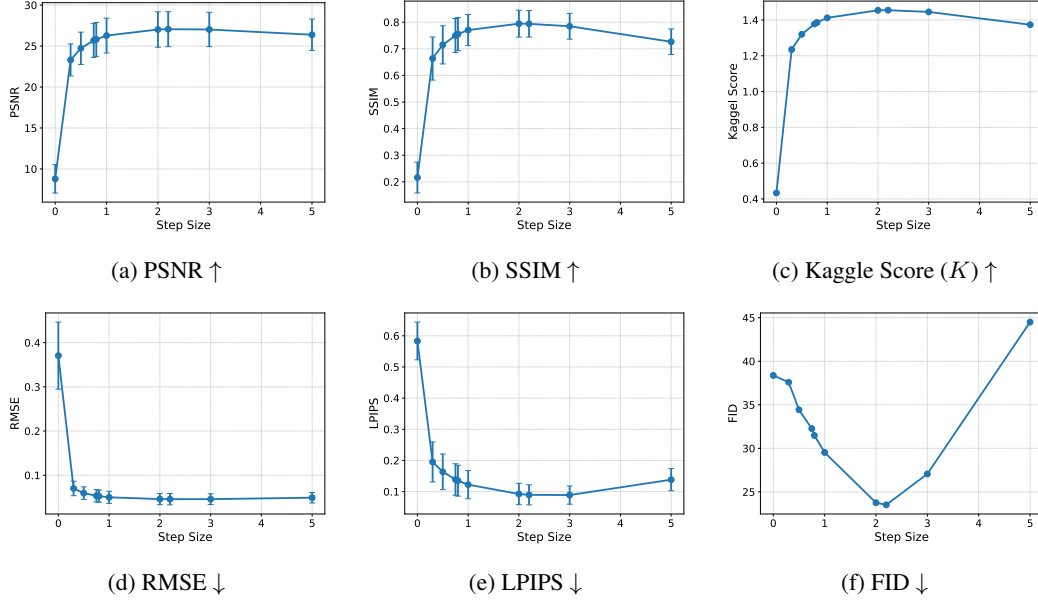 30
25
20
15
10
PSNR
0 1 2 3 4 5
Step Size
(a) PSNR ↑
0.8
0.7
0.6
0.5
0.4
0.3
0.2
SSIM
0 1 2 3 4 5
Step Size
(b) SSIM ↑
1.4
1.2
1.0
0.8
0.6
0.4
Kaggel Score
0 1 2 3 4 5
Step Size
(c) Kaggle Score (K) ↑
0.4
0.3
0.2
0.1
RMSE
0 1 2 3 4 5
Step Size
(d) RMSE ↓
0.6
0.5
0.4
0.3
0.2
0.1
LPIPS
0 1 2 3 4 5
Step Size
(e) LPIPS ↓
45
40
35
30
25
FID
0 1 2 3 4 5
Step Size
(f) FID ↓